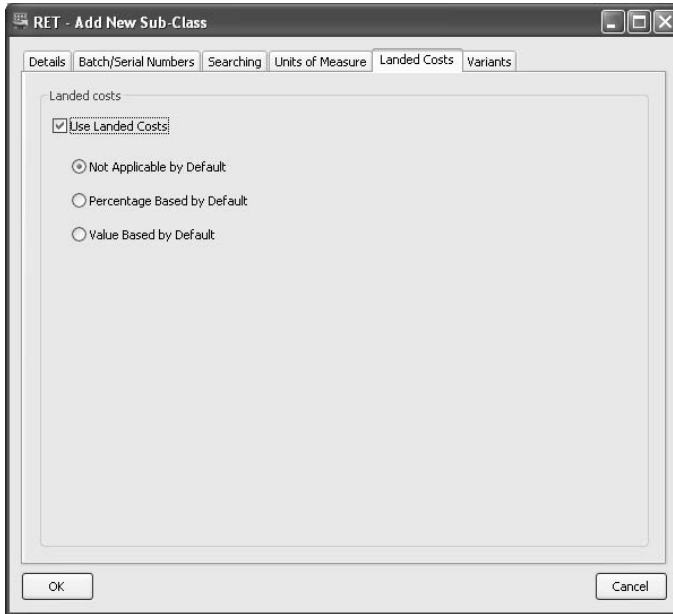 RET - Add New Sub-Class
Details Batch/Serial Numbers Searching Units of Measure Landed Costs Variants
Landed costs
Use Landed Costs
Not Applicable by Default
Percentage Based by Default
Value Based by Default
OK Cancel